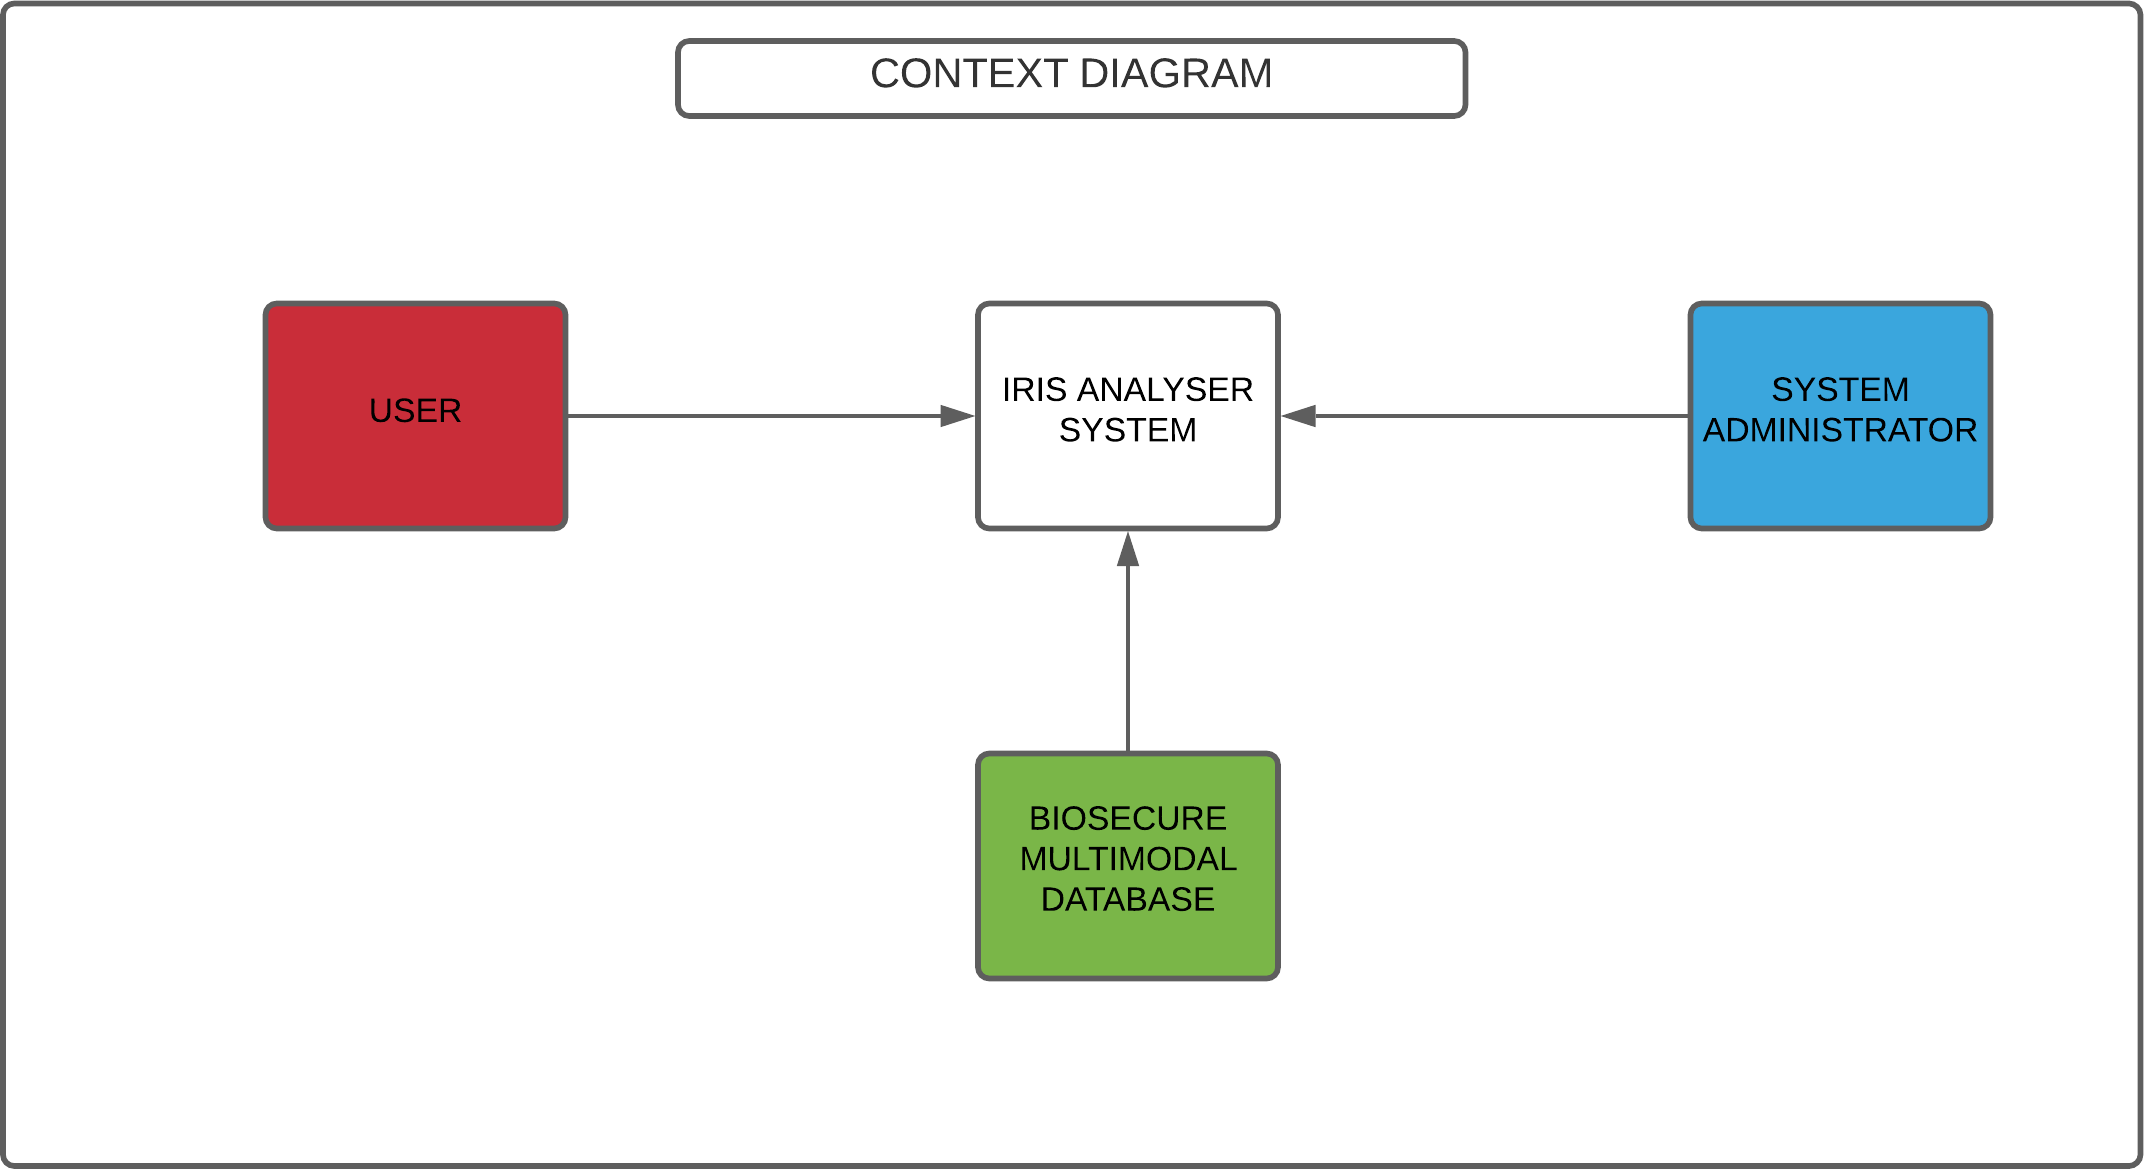 CONTEXT DIAGRAM
USER
IRIS ANALYSER
SYSTEM
SYSTEM
ADMINISTRATOR
BIOSECURE
MULTIMODAL
DATABASE